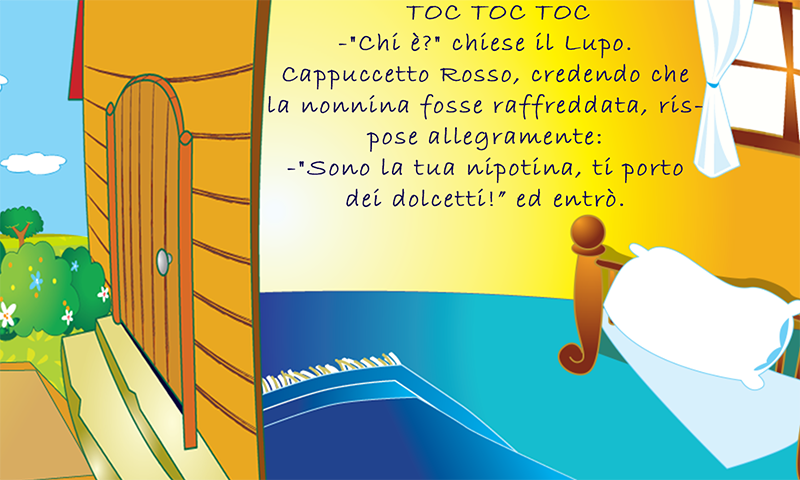 TOC TOC TOC
-"Chi è?" chiese il Lupo.
Cappuccetto Rosso, credendo che
la nonnina fosse raffreddata, ris-
pose allegramente:
-"Sono la tua nipotina, ti porto
dei dolcetti!” ed entrò.